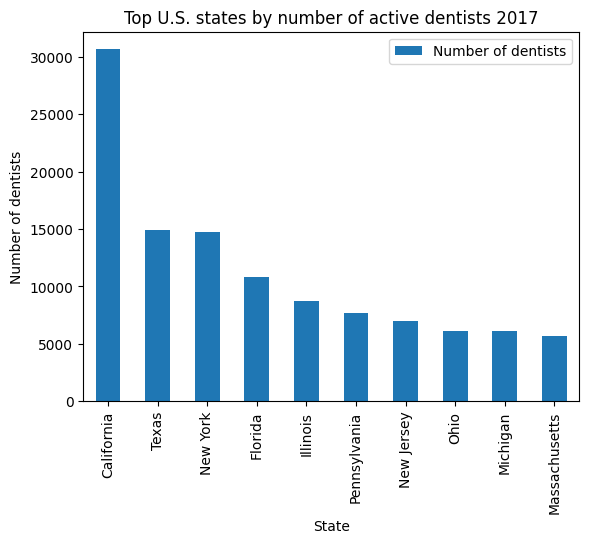 Top U.S. states by number of active dentists 2017
Number of dentists
Number of dentists
30000
25000
20000
15000
10000
5000
0
California
Texas
New York
Florida
Illinois
Pennsylvania
New Jersey
Ohio
Michigan
Massachusetts
State